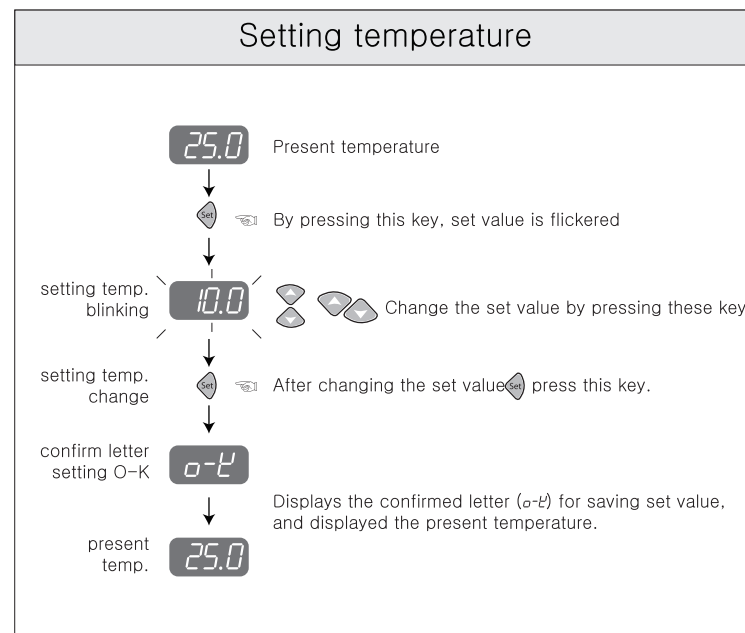 Setting temperature
25.0 Present temperature
Set By pressing this key, set value is flickered
setting temp.
blinking
10.0 Change the set value by pressing these key
setting temp.
change
Set After changing the set value Set press this key.
confirm letter
setting O-K
o-k
Displays the confirmed letter (o-k) for saving set value,
and displayed the present temperature.
present
temp.
25.0